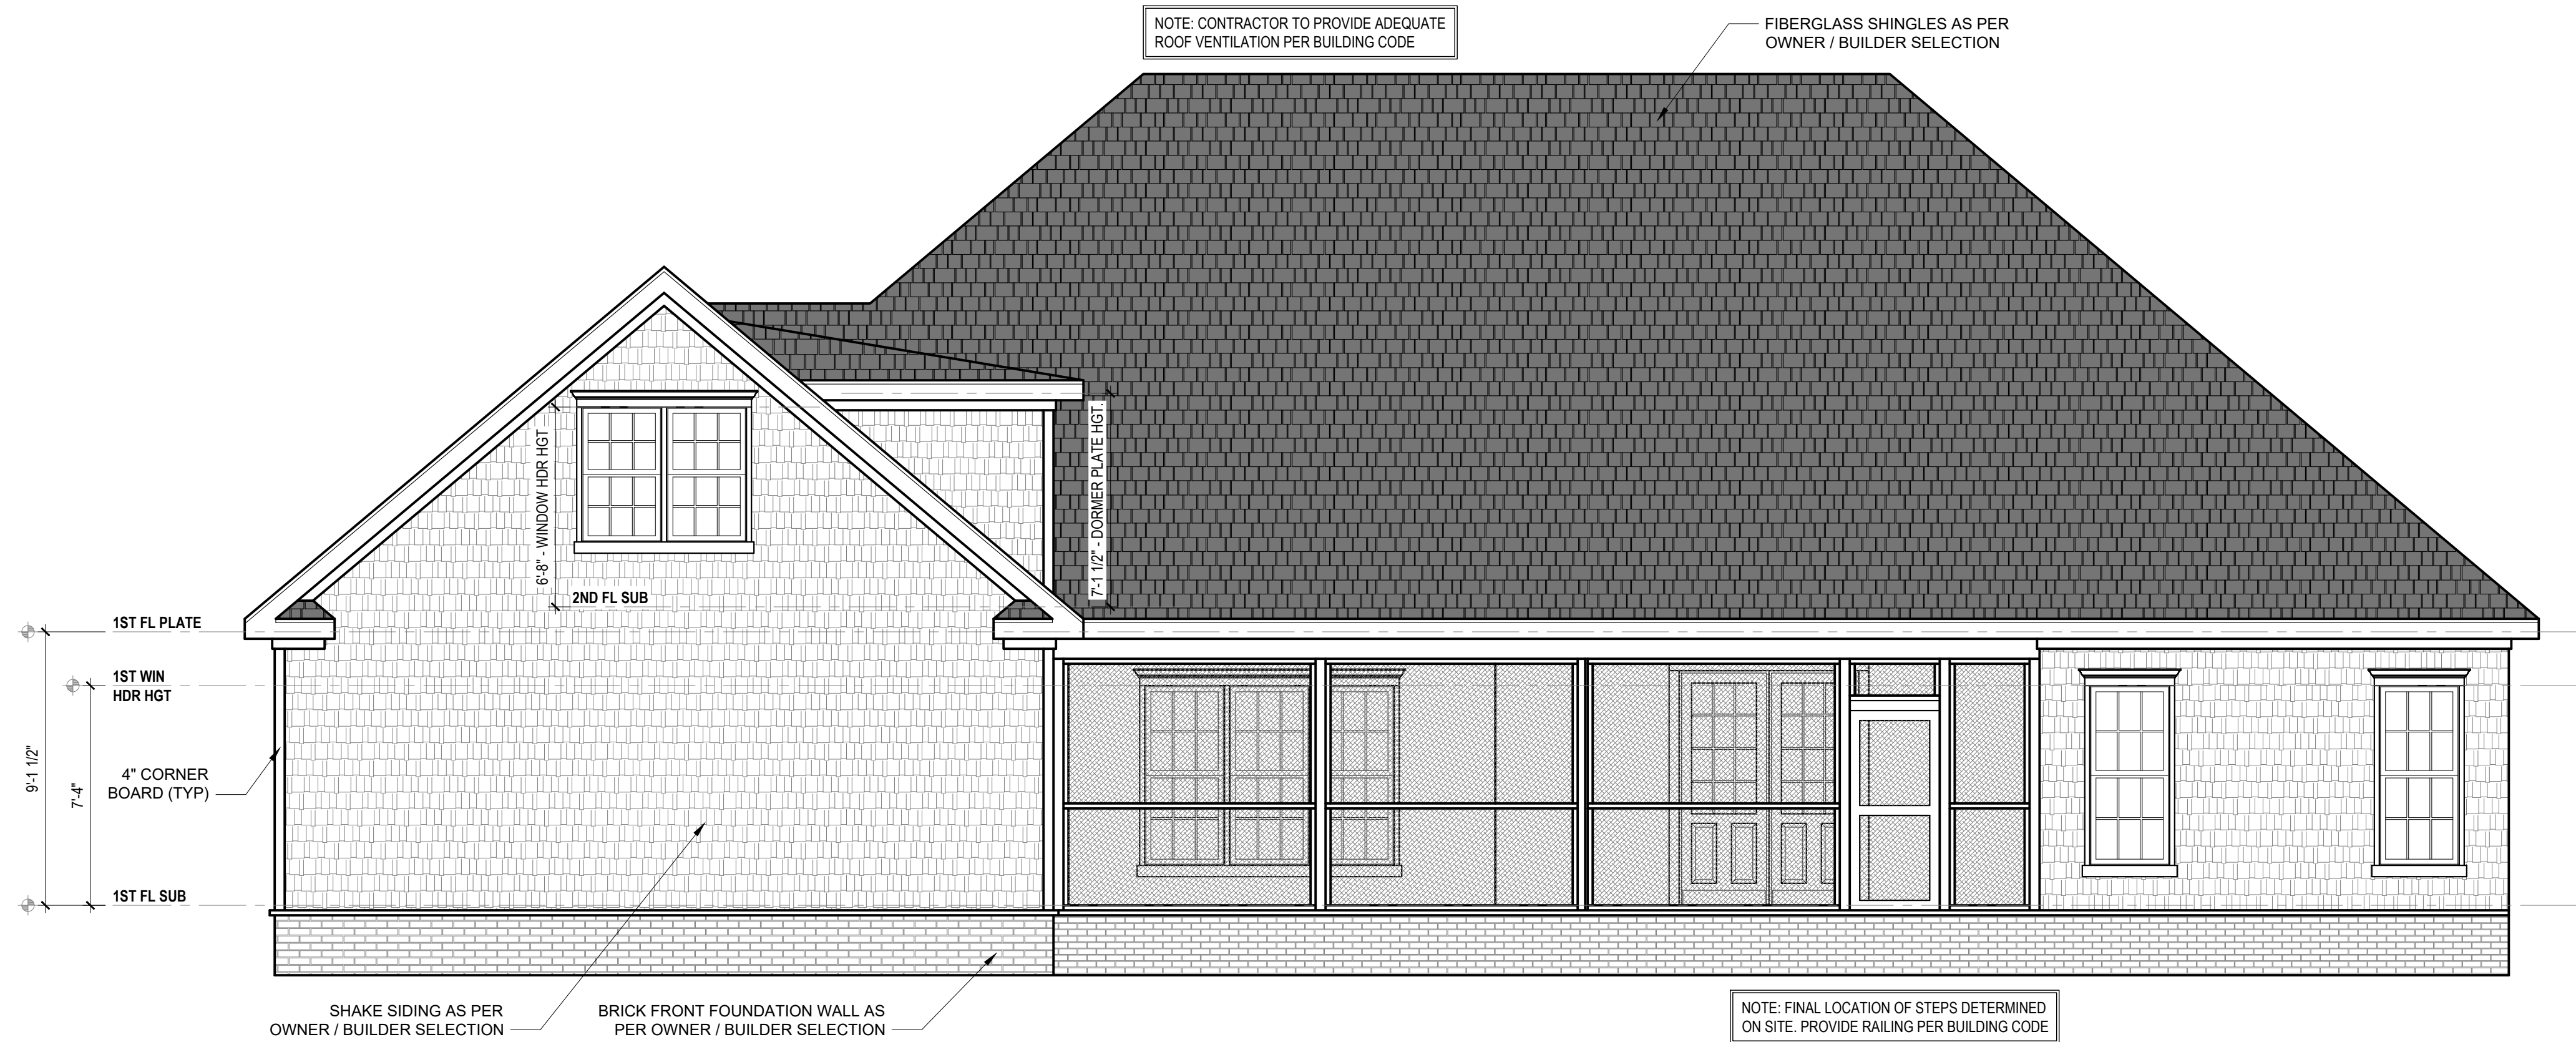 NOTE: CONTRACTOR TO PROVIDE ADEQUATE
ROOF VENTILATION PER BUILDING CODE
FIBERGLASS SHINGLES AS PER
OWNER / BUILDER SELECTION
6'-8" - WINDOW HDR HGT
7'-1 1/2" - DORMER PLATE HGT.
2ND FL SUB
1ST FL PLATE
1ST WIN
HDR HGT
9'-1 1/2"
7'-4"
4" CORNER
BOARD (TYP)
1ST FL SUB
SHAKE SIDING AS PER
OWNER / BUILDER SELECTION
BRICK FRONT FOUNDATION WALL AS
PER OWNER / BUILDER SELECTION
NOTE: FINAL LOCATION OF STEPS DETERMINED
ON SITE. PROVIDE RAILING PER BUILDING CODE